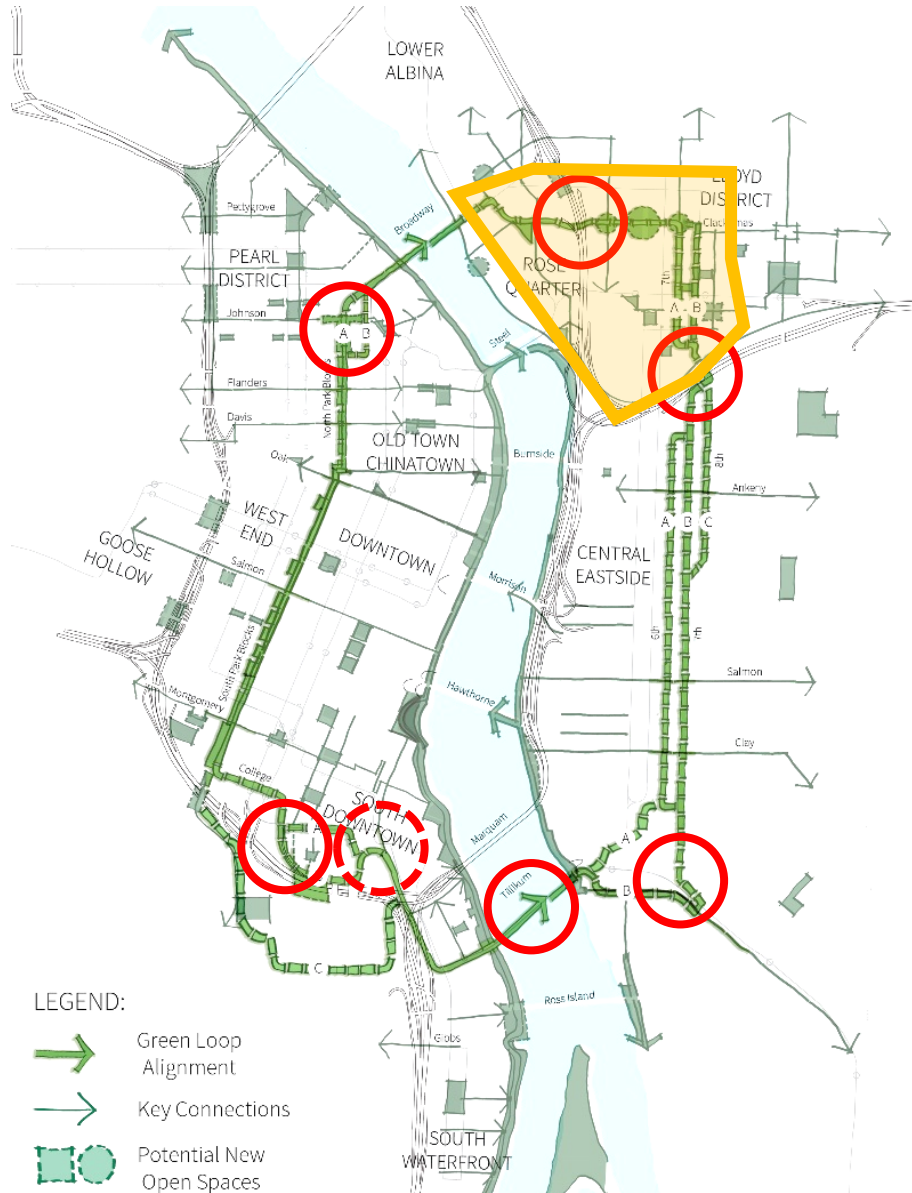 LOWER
ALBINA
LLOYD
DISTRICT
Pettygrove
Broadway
Clackamas
PEARL
DISTRICT
ROSE
QUARTER
7th
Johnson
A
B
A - B
Steel
Flanders
North Park Blocks
Davis
OLD TOWN
CHINATOWN
Oak
Burnside
8th
Ankeny
WEST
END
DOWNTOWN
A
B
C
GOOSE
HOLLOW
CENTRAL
EASTSIDE
Salmon
Morrison
6th
7th
South Park Blocks
Salmon
Montgomery
Hawthorne
Clay
College
SOUTH
DOWNTOWN
A
Marquam
A
Tilikum
B
C
Ross Island
LEGEND:
Gibbs
Green Loop
Alignment
Key Connections
SOUTH
WATERFRONT
Potential New
Open Spaces